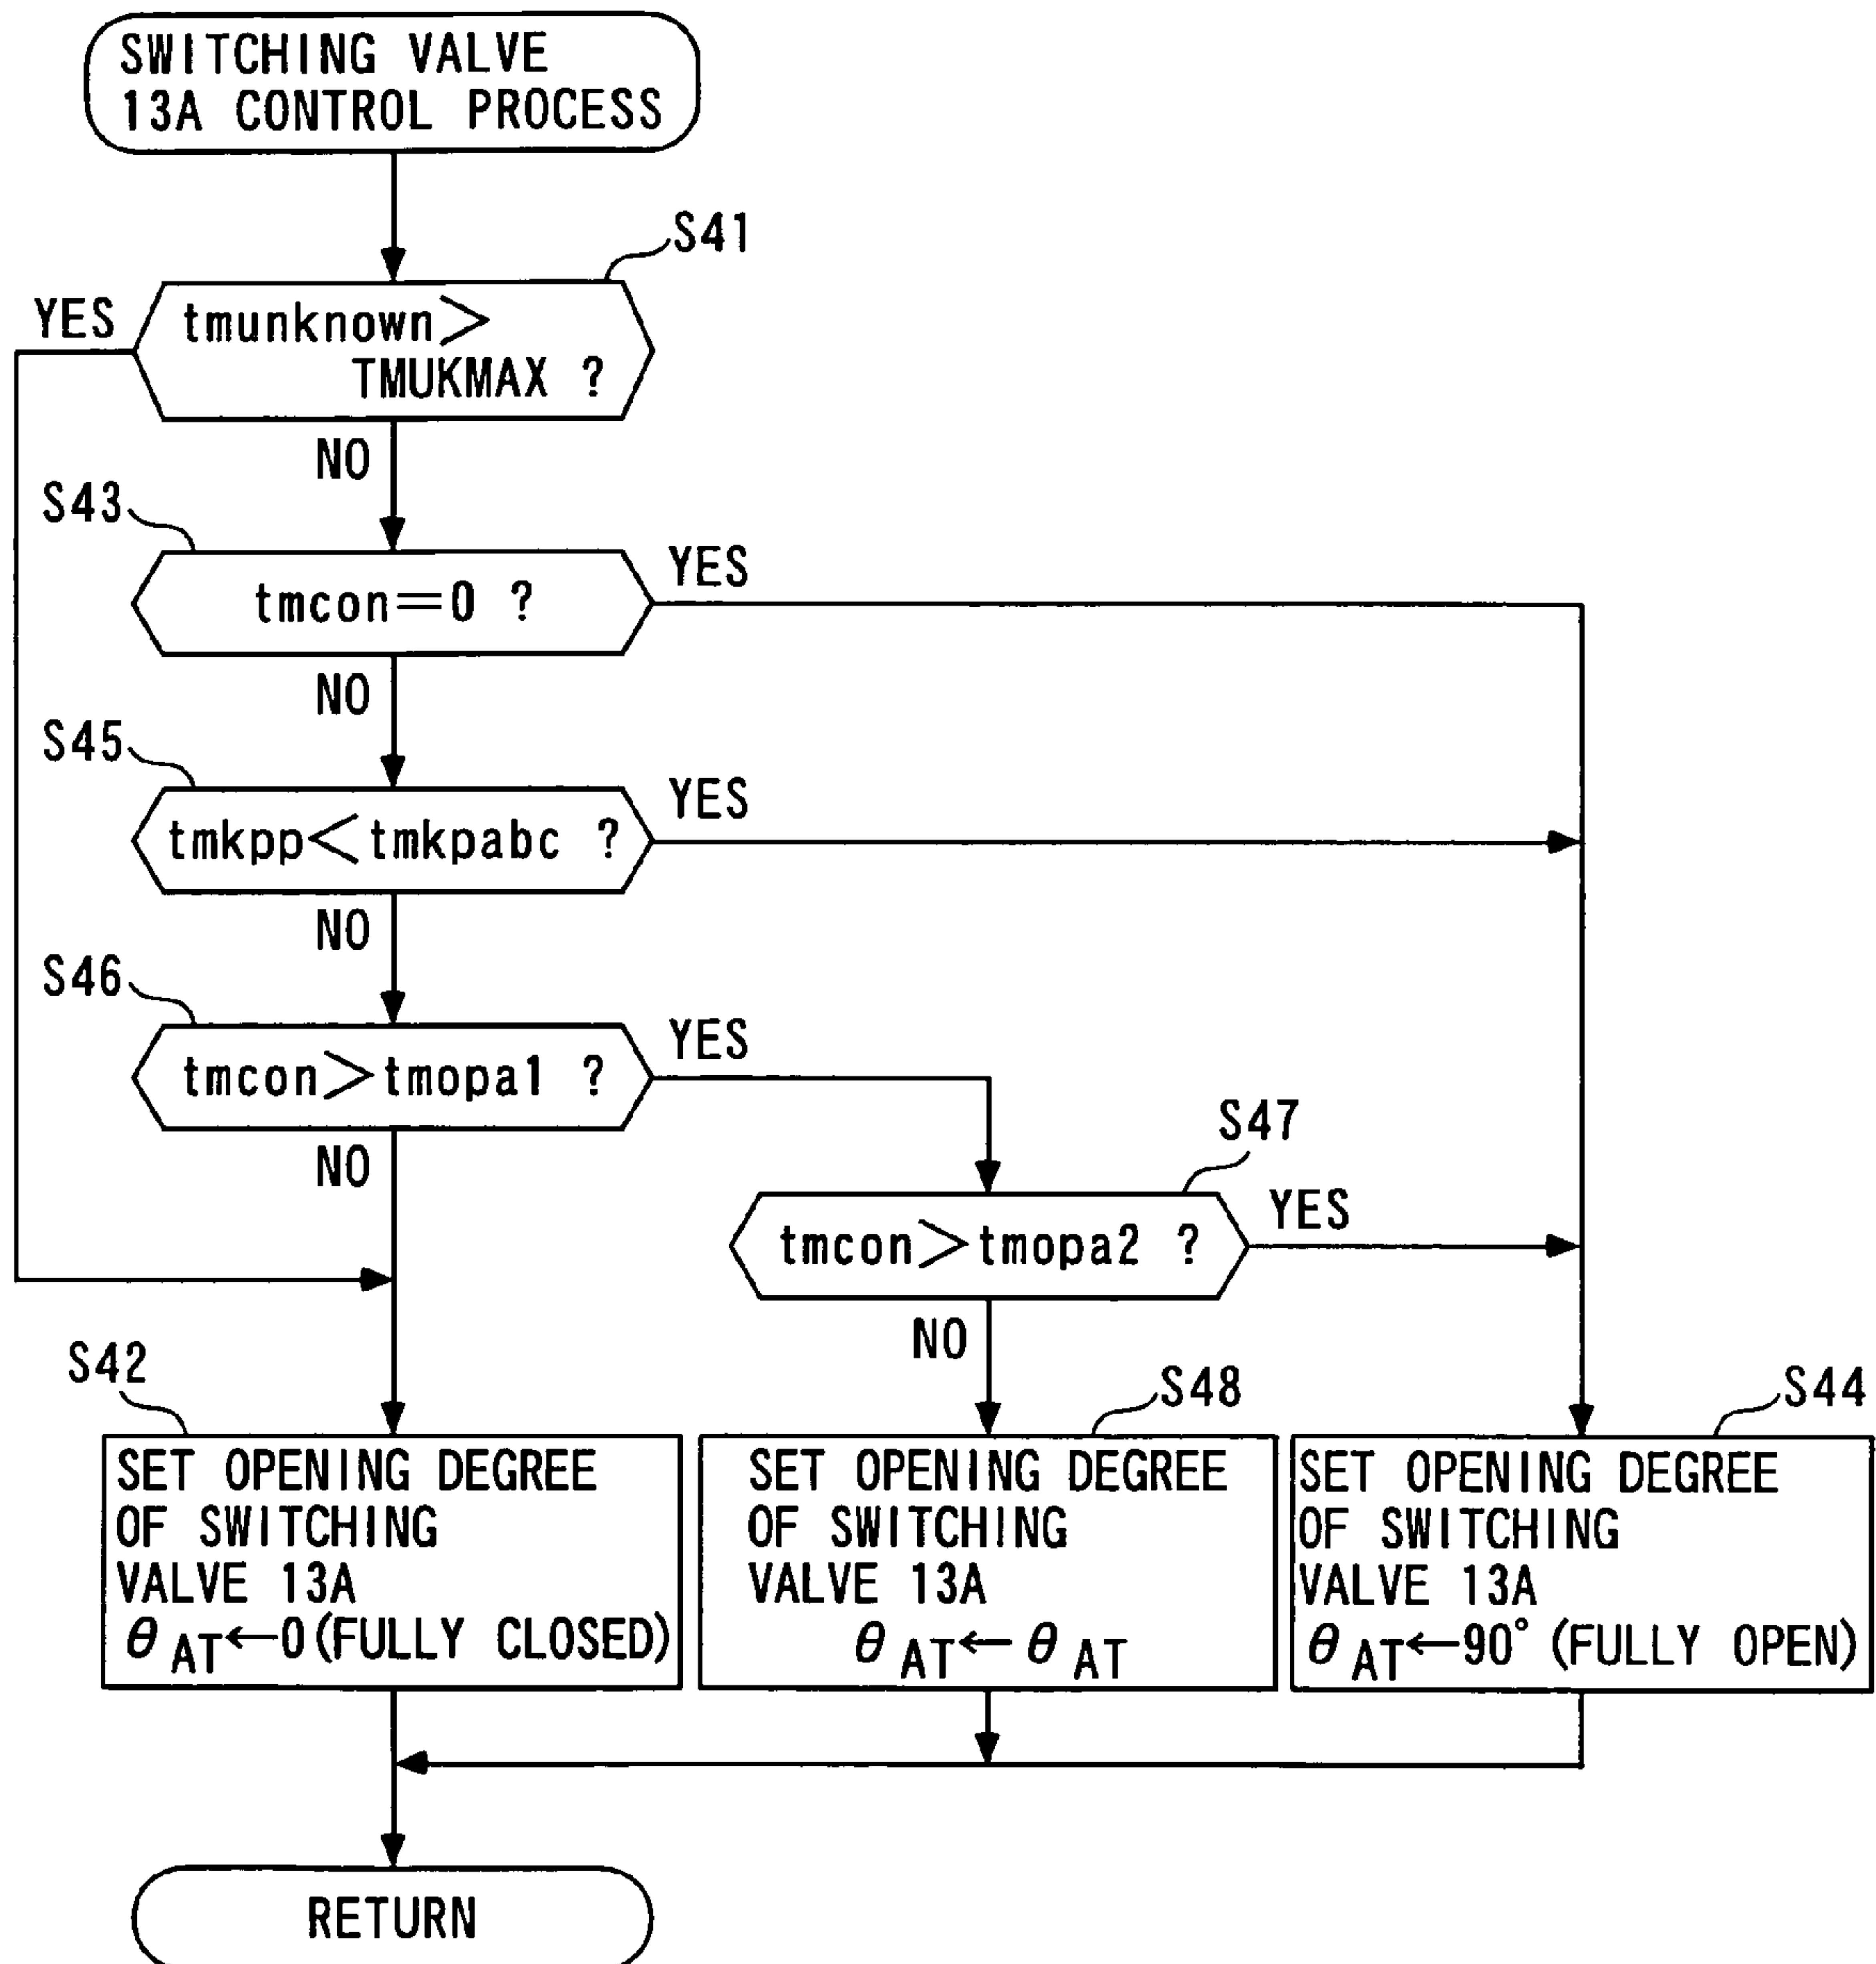 SWITCHING VALVE
13A CONTROL PROCESS
S41
YES
tmunknown>
TMUKMAX ?
NO
S43
YES
tmcon=0 ?
NO
S45
YES
tmkpp<tmkpabc ?
NO
S46
YES
tmcon>tmopa1 ?
NO
S47
YES
tmcon>tmopa2 ?
NO
S42
SET OPENING DEGREE
OF SWITCHING
VALVE 13A
θAT←0(FULLY CLOSED)
S48
SET OPENING DEGREE
OF SWITCHING
VALVE 13A
θAT←θAT
S44
SET OPENING DEGREE
OF SWITCHING
VALVE 13A
θAT←90°(FULLY OPEN)
RETURN